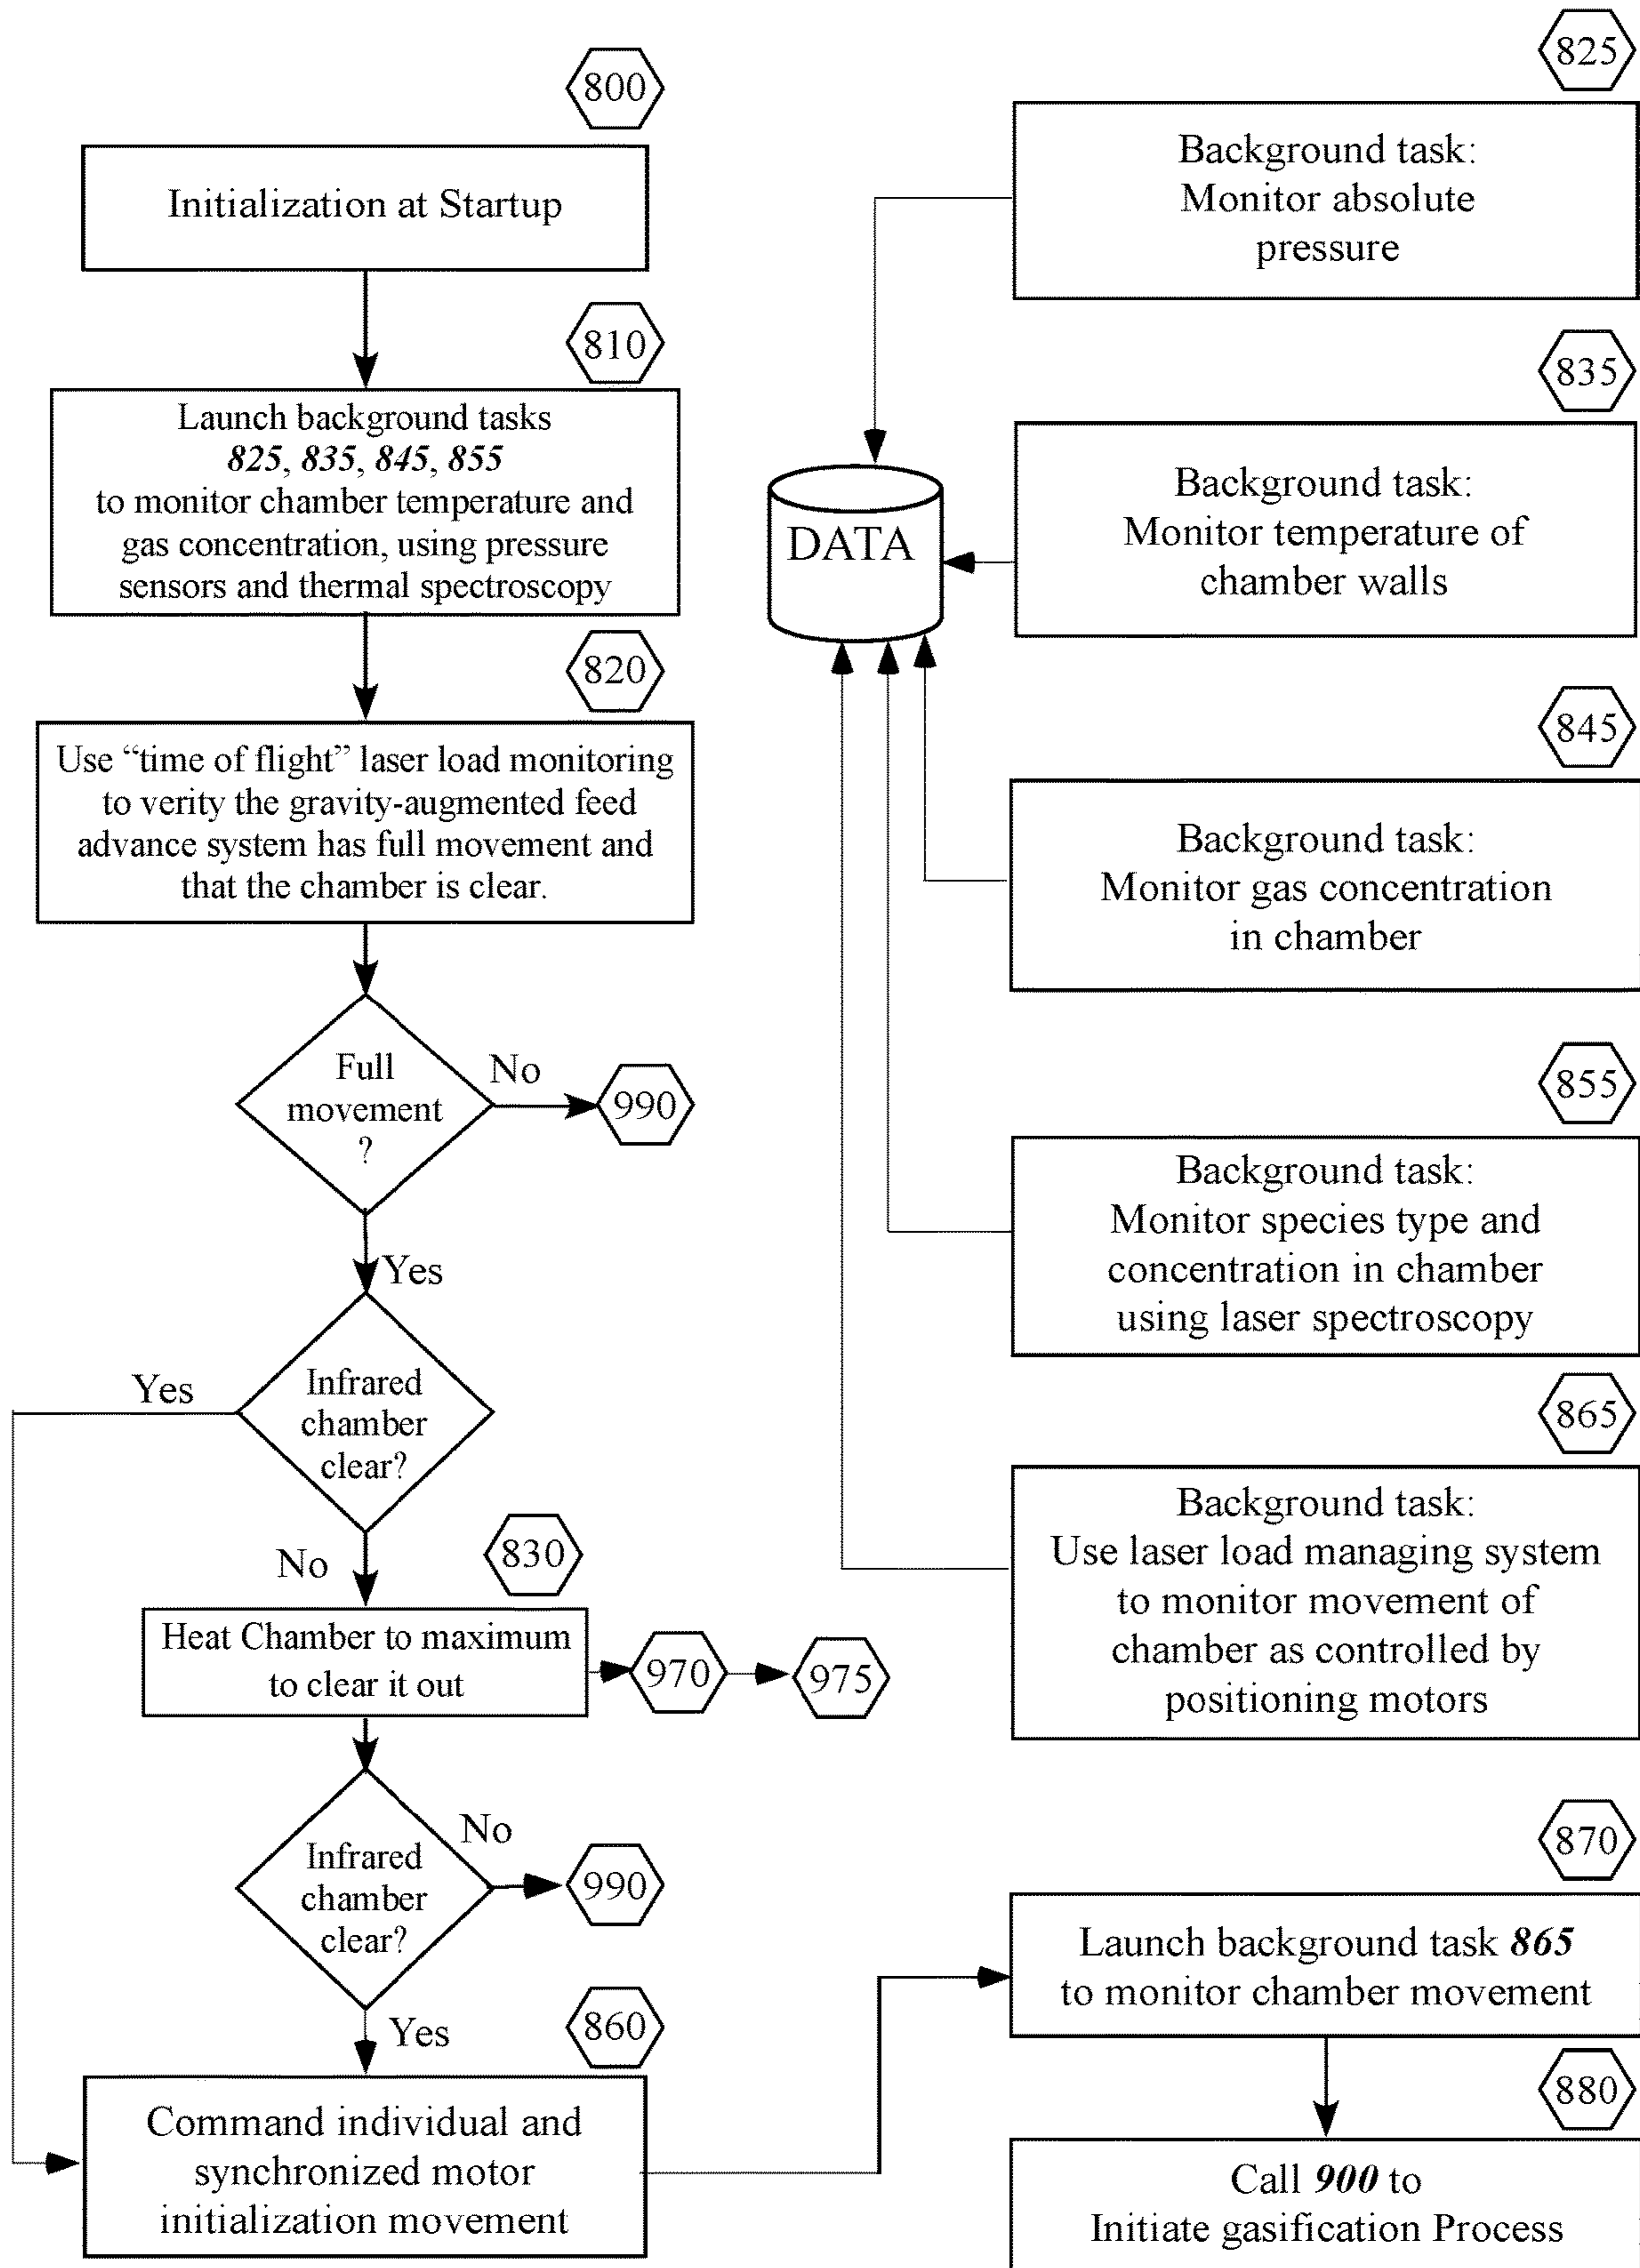 800
Initialization at Startup
810
Launch background tasks
825, 835, 845, 855
to monitor chamber temperature and
gas concentration, using pressure
sensors and thermal spectroscopy
820
Use “time of flight” laser load monitoring
to verity the gravity-augmented feed
advance system has full movement and
that the chamber is clear.
Full
movement
?
No
990
Yes
Infrared
chamber
clear?
Yes
No
830
Heat Chamber to maximum
to clear it out
970
975
Infrared
chamber
clear?
No
990
Yes
860
Command individual and
synchronized motor
initialization movement
825
Background task:
Monitor absolute
pressure
DATA
835
Background task:
Monitor temperature of
chamber walls
845
Background task:
Monitor gas concentration
in chamber
855
Background task:
Monitor species type and
concentration in chamber
using laser spectroscopy
865
Background task:
Use laser load managing system
to monitor movement of
chamber as controlled by
positioning motors
870
Launch background task 865
to monitor chamber movement
880
Call 900 to
Initiate gasification Process